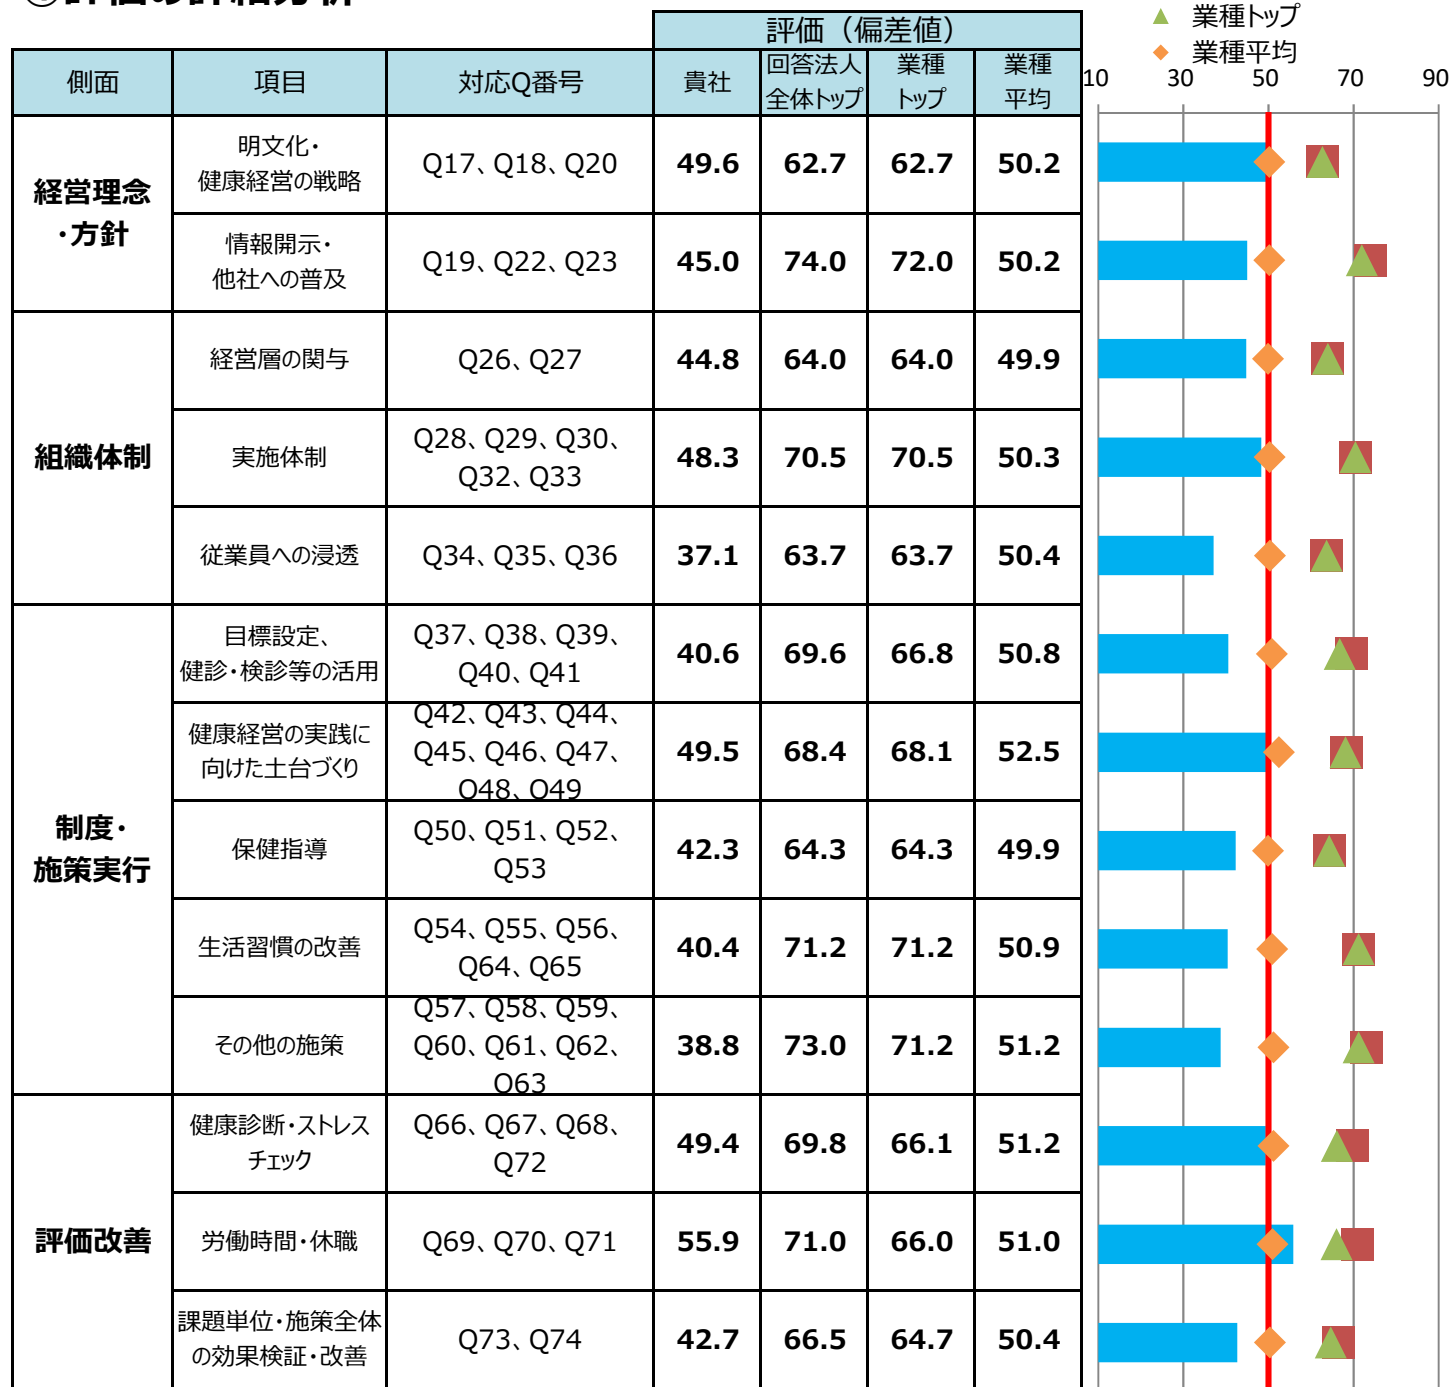 評価の詳細分析
評価（偏差値）
側面 項目 対応Q番号 貴社 回答法人全体トップ 業種トップ 業種平均
業種トップ
業種平均
10 30 50 70 90
経営理念
・方針
明文化・
健康経営の戦略
Q17、Q18、Q20 49.6 62.7 62.7 50.2
情報開示・
他社への普及
Q19、Q22、Q23 45.0 74.0 72.0 50.2
組織体制
経営層の関与 Q26、Q27 44.8 64.0 64.0 49.9
実施体制
Q28、Q29、Q30、
Q32、Q33
48.3 70.5 70.5 50.3
従業員への浸透 Q34、Q35、Q36 37.1 63.7 63.7 50.4
制度・
施策実行
目標設定、
健診・検診等の活用
Q37、Q38、Q39、
Q40、Q41
40.6 69.6 66.8 50.8
健康経営の実践に
向けた土台づくり
Q42、Q43、Q44、
Q45、Q46、Q47、
Q48、Q49
49.5 68.4 68.1 52.5
保健指導
Q50、Q51、Q52、
Q53
42.3 64.3 64.3 49.9
生活習慣の改善
Q54、Q55、Q56、
Q64、Q65
40.4 71.2 71.2 50.9
その他の施策
Q57、Q58、Q59、
Q60、Q61、Q62、
Q63
38.8 73.0 71.2 51.2
評価改善
健康診断・ストレス
チェック
Q66、Q67、Q68、
Q72
49.4 69.8 66.1 51.2
労働時間・休職 Q69、Q70、Q71 55.9 71.0 66.0 51.0
課題単位・施策全体
の効果検証・改善
Q73、Q74 42.7 66.5 64.7 50.4